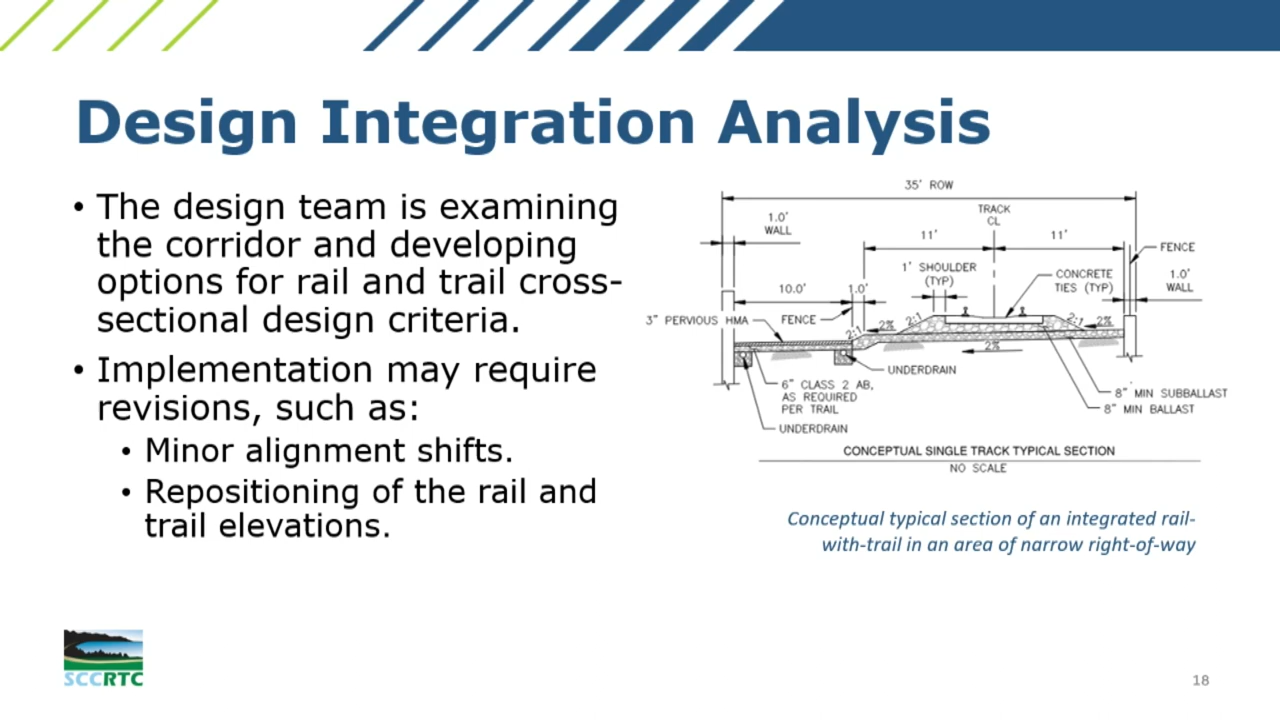 Design Integration Analysis
• The design team is examining
the corridor and developing
options for rail and trail cross-
sectional design criteria.
• Implementation may require
revisions, such as:
• Minor alignment shifts.
• Repositioning of the rail and
trail elevations.
35' ROW
1.0'
WALL
TRACK
CL
11'
11'
FENCE
1' SHOULDER
(TYP)
CONCRETE
TIES (TYP)
1.0'
WALL
10.0'
1.0'
3" PERVIOUS HMA
FENCE
2:1
2%
2:1
2:1
2%
2%
UNDERDRAIN
6" CLASS 2 AB,
AS REQUIRED
PER TRAIL
UNDERDRAIN
8" MIN SUBBALLAST
8" MIN BALLAST
CONCEPTUAL SINGLE TRACK TYPICAL SECTION
NO SCALE
Conceptual typical section of an integrated rail-
with-trail in an area of narrow right-of-way
SCCRTC
18